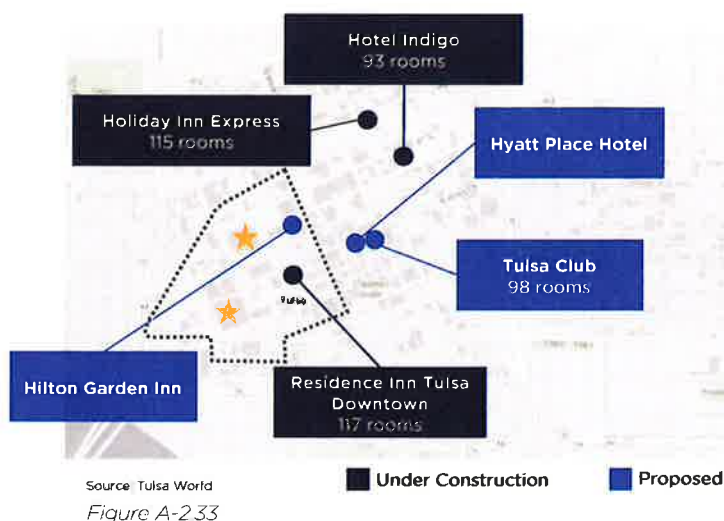 Hotel Indigo
93 rooms
Holiday Inn Express
115 rooms
Hyatt Place Hotel
Tulsa Club
98 rooms
Hilton Garden Inn
Residence Inn Tulsa
Downtown
117 rooms
Source Tulsa World
Under Construction
Proposed
Figure A-2.33